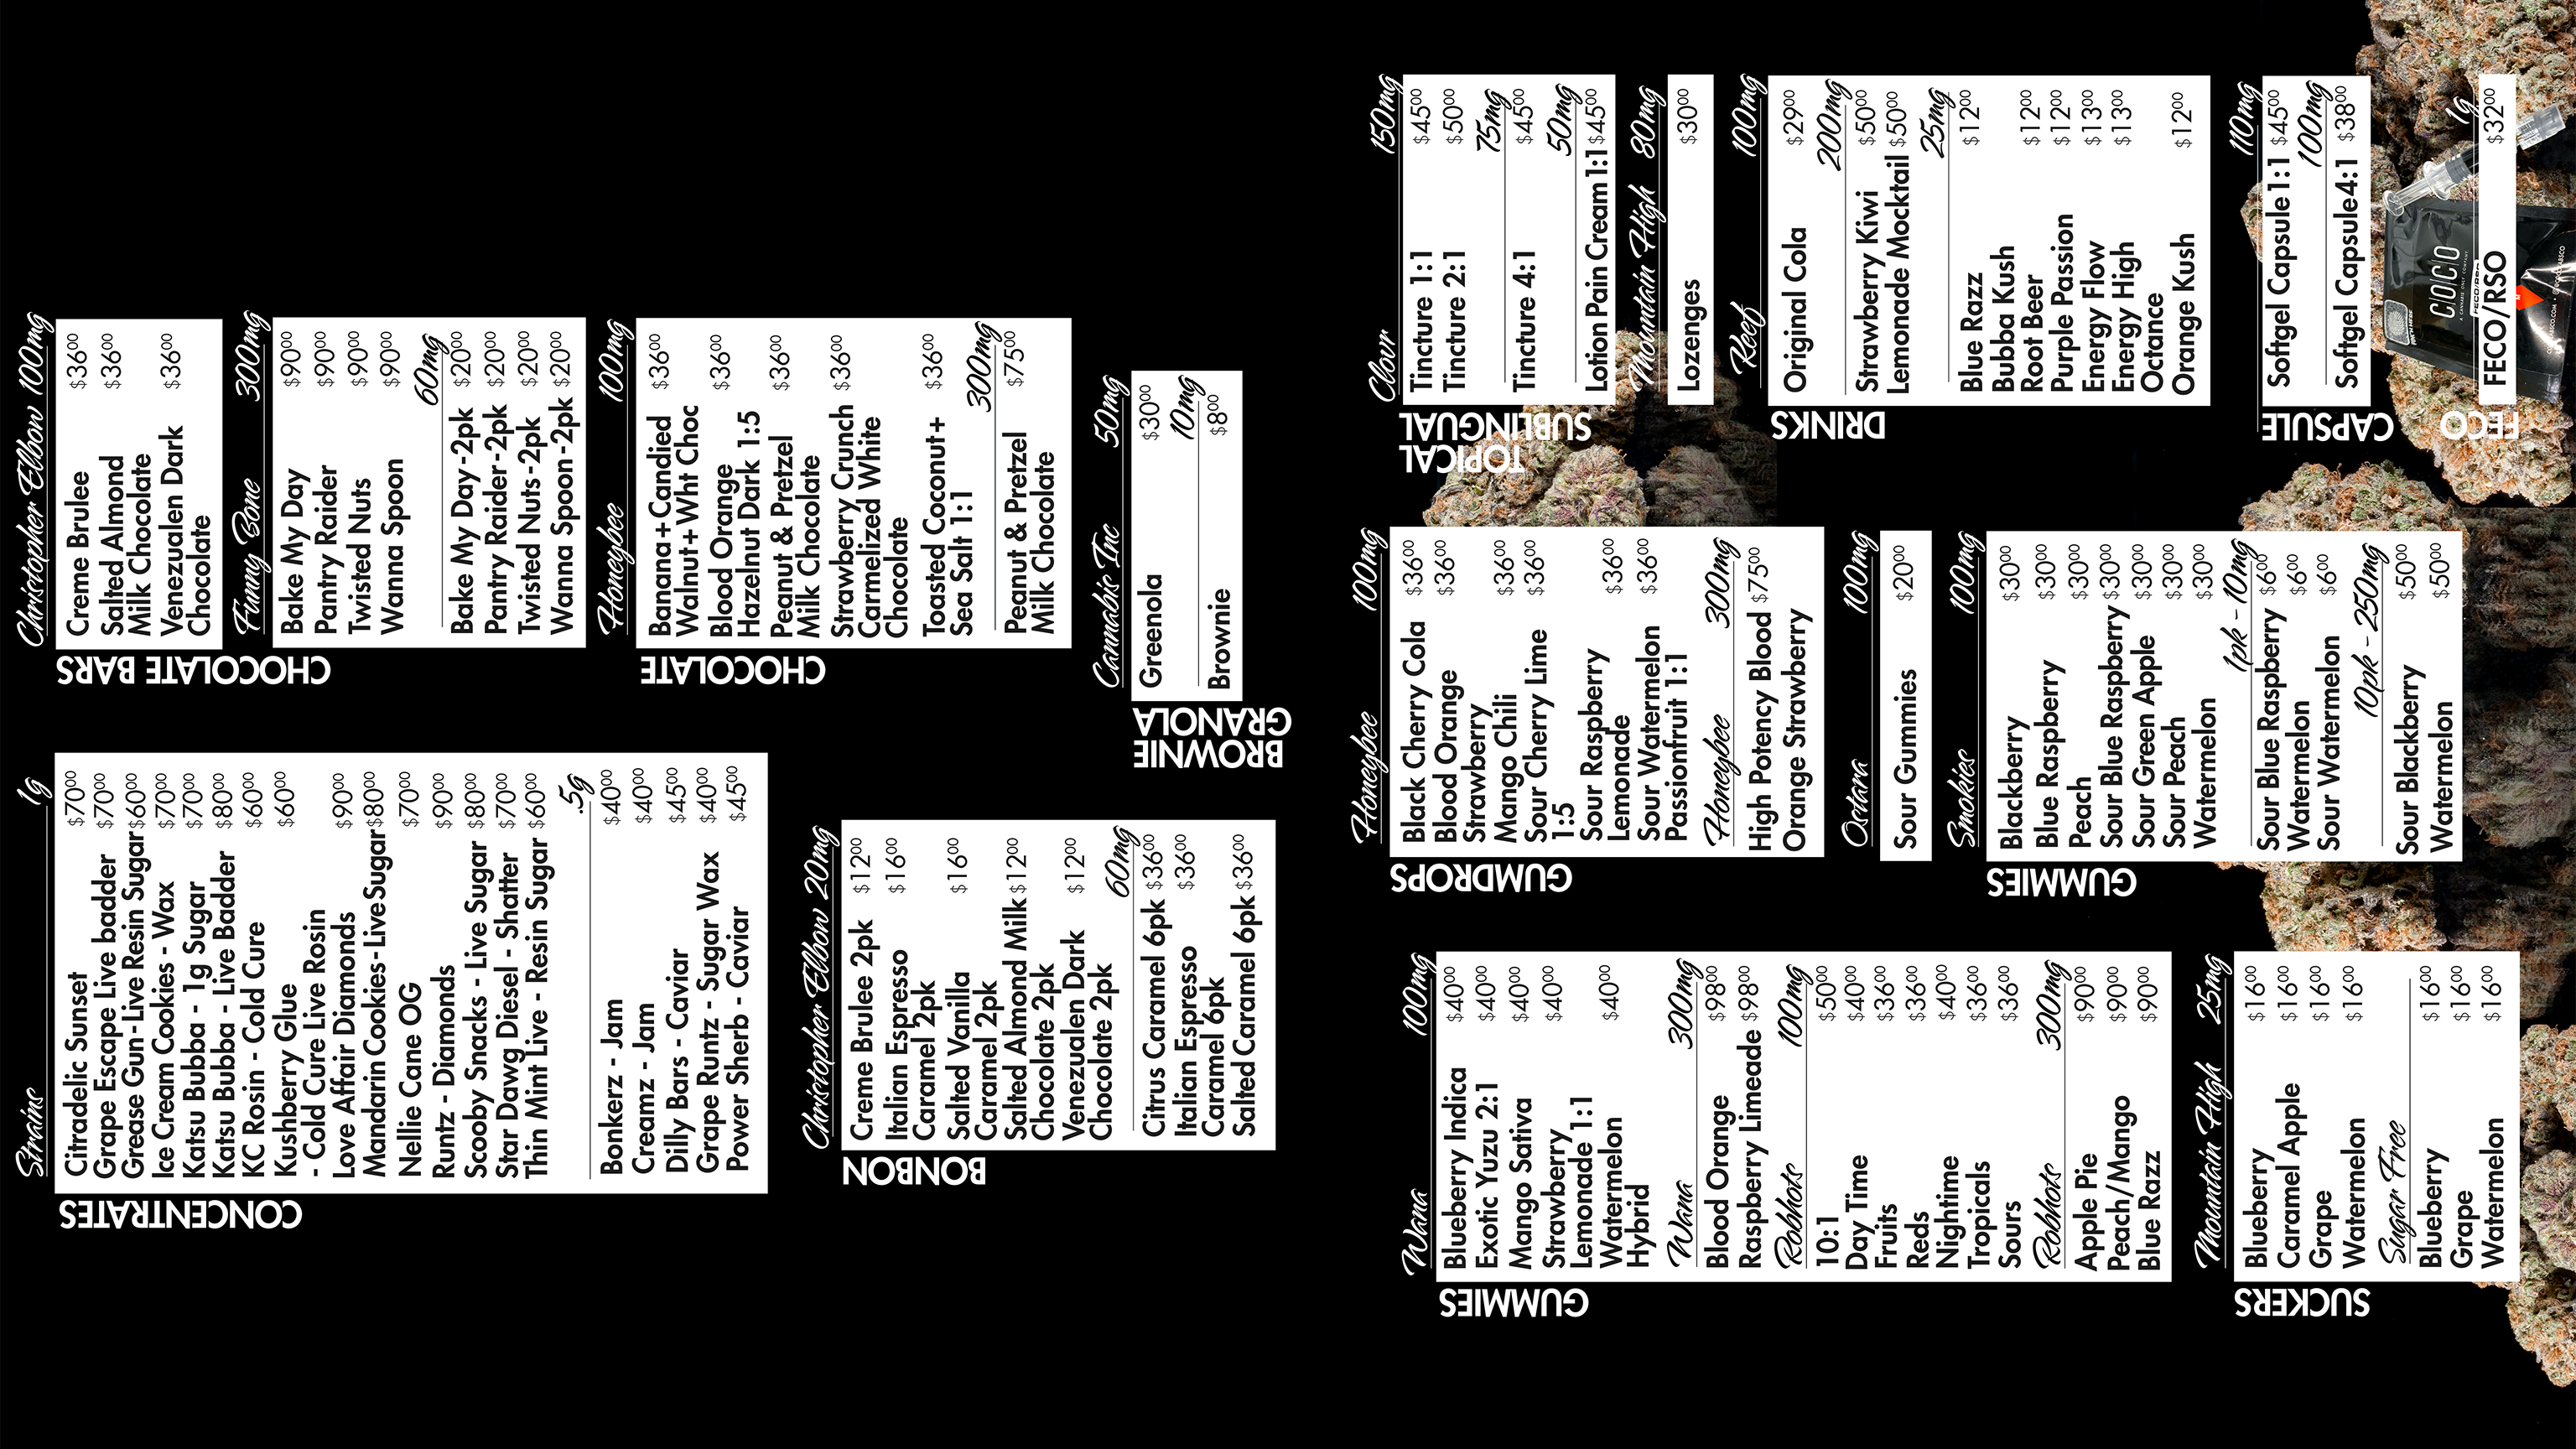 CONCENTRATES
Strains 1g
Citradelic Sunset $70.00
Grape Escape Live badder $70.00
Grease Gun-Live Resin Sugar $60.00
Ice Cream Cookies - Wax $70.00
Katsu Bubba - 1g Sugar $70.00
Katsu Bubba - Live Badder $80.00
KC Rosin - Cold Cure $60.00
Kushberry Glue $60.00
- Cold Cure Live Rosin
Love Affair Diamonds $90.00
Mandarin Cookies-LiveSugar $80.00
Nellie Cane OG $70.00
Runtz - Diamonds $90.00
Scooby Snacks - Live Sugar $80.00
Star Dawg Diesel - Shatter $70.00
Thin Mint Live - Resin Sugar $60.00
.5g
Bonkerz - Jam $40.00
Creamz - Jam $40.00
Dilly Bars - Caviar $45.00
Grape Runtz - Sugar Wax $40.00
Power Sherb - Caviar $45.00
BONBON
Christopher Elbow 20mg
Creme Brulee 2pk $12.00
Italian Espresso $16.00
Caramel 2pk
Salted Vanilla $16.00
Caramel 2pk
Salted Almond Milk $12.00
Chocolate 2pk
Venezualen Dark $12.00
Chocolate 2pk
60mg
Citrus Caramel 6pk $36.00
Italian Espresso $36.00
Caramel 6pk
Salted Caramel 6pk $36.00
CHOCOLATE BARS
Christopher Elbow 100mg
Creme Brulee $36.00
Salted Almond $36.00
Milk Chocolate
Venezualen Dark $36.00
Chocolate
CHOCOLATE
Funny Bone 300mg
Bake My Day $90.00
Pantry Raider $90.00
Twisted Nuts $90.00
Wanna Spoon $90.00
60mg
Bake My Day-2pk $20.00
Pantry Raider-2pk $20.00
Twisted Nuts-2pk $20.00
Wanna Spoon-2pk $20.00
CHOCOLATE
Honeybee 100mg
Banana+Candied $36.00
Walnut+Wht Choc
Blood Orange $36.00
Hazelnut Dark 1:5
Peanut & Pretzel $36.00
Milk Chocolate
Strawberry Crunch $36.00
Carmelized White
Chocolate
Toasted Coconut+ $36.00
Sea Salt 1:1
300mg
Peanut & Pretzel $75.00
Milk Chocolate
BROWNIE
GRANOLA
Cannabis Inc 50mg
Greenola $30.00
10mg
Brownie $8.00
GUMMIES
Wana 100mg
Blueberry Indica $40.00
Exotic Yuzu 2:1 $40.00
Mango Sativa $40.00
Strawberry $40.00
Lemonade 1:1
Watermelon $40.00
Hybrid
Wana 300mg
Blood Orange $98.00
Raspberry Limeade $98.00
Robhots 100mg
10:1 $50.00
Day Time $40.00
Fruits $36.00
Reds $36.00
Nightime $40.00
Tropicals $36.00
Sours $36.00
Robhots 300mg
Apple Pie $90.00
Peach/Mango $90.00
Blue Razz $90.00
SUCKERS
Mountain High 25mg
Blueberry $16.00
Caramel Apple $16.00
Grape $16.00
Watermelon $16.00
Sugar Free
Blueberry $16.00
Grape $16.00
Watermelon $16.00
GUMDROPS
Honeybee 100mg
Black Cherry Cola $36.00
Blood Orange $36.00
Strawberry
Mango Chili $36.00
Sour Cherry Lime $36.00
1:5
Sour Raspberry $36.00
Lemonade
Sour Watermelon $36.00
Passionfruit 1:1
Honeybee 300mg
High Potency Blood $75.00
Orange Strawberry
Ostara 100mg
Sour Gummies $20.00
GUMMIES
Smokies 100mg
Blackberry $30.00
Blue Raspberry $30.00
Peach $30.00
Sour Blue Raspberry $30.00
Sour Green Apple $30.00
Sour Peach $30.00
Watermelon $30.00
1pk - 10mg
Sour Blue Raspberry $6.00
Watermelon $6.00
Sour Watermelon $6.00
10pk - 250mg
Sour Blackberry $50.00
Watermelon $50.00
TOPICAL
SUBLINGUAL
Clovr 150mg
Tincture 1:1 $45.00
Tincture 2:1 $50.00
75mg
Tincture 4:1 $45.00
50mg
Lotion Pain Cream 1:1 $45.00
Mountain High 80mg
Lozenges $30.00
DRINKS
Keef 100mg
Original Cola $29.00
200mg
Strawberry Kiwi $50.00
Lemonade Mocktail $50.00
25mg
Blue Razz $12.00
Bubba Kush
Root Beer $12.00
Purple Passion $12.00
Energy Flow $13.00
Energy High $13.00
Octance
Orange Kush $12.00
CAPSULE
110mg
Softgel Capsule 1:1 $45.00
100mg
Softgel Capsule4:1 $38.00
FECO
1g
FECO/RSO $32.00